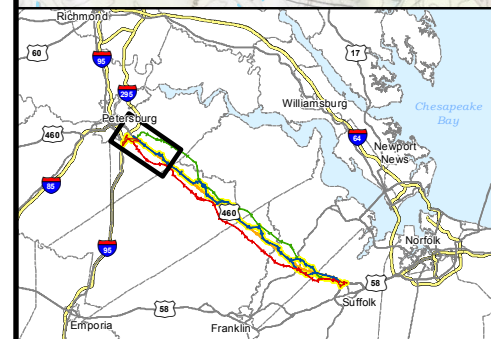 Richmond
60
95
17
295
Williamsburg
Chesapeake
Bay
Petersburg
460
64
Newport
News
85
460
95
Norfolk
58
Suffolk
58
Emporia
Franklin